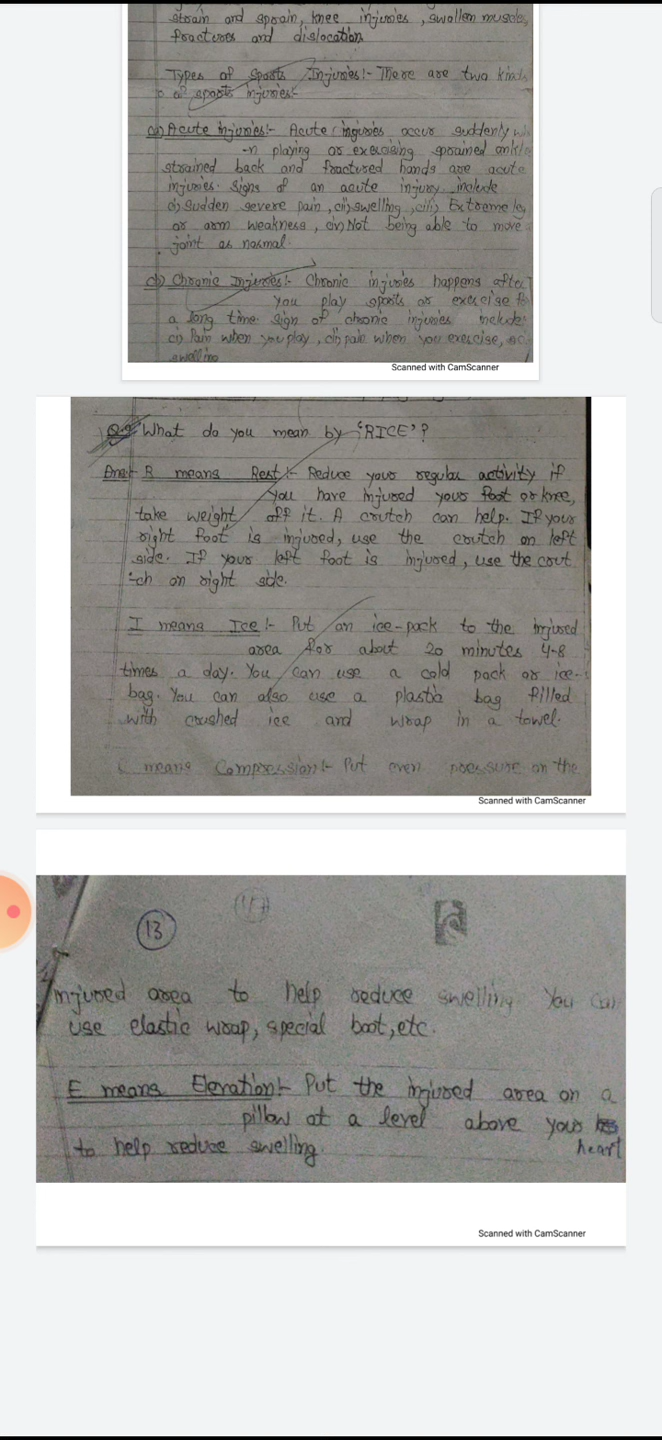 strain and sprain, knee injuries, swollen muscle,
fractures and dislocation
Types of Sports Injuries:- There are two kinds
of sports injuries:-
(a) Acute injuries:- Acute injuries occur suddenly whe
-n playing or exercising sprained ankle
strained back and fractured hands are acute
injuries. Signs of an acute injury include
(i) Sudden severe pain, (ii) swelling, (iii) Extreme leg
or arm weakness, (iv) Not being able to move
joint as normal.
(b) Chronic Injuries:- Chronic injuries happens after
you play sports or exercise for
a long time. Sign of chronic injuries include:
(i) Pain when you play, (ii) pain when you exercise,
swelling
Scanned with CamScanner
What do you mean by 'RICE'?
Ans:- R means Rest:- Reduce your regular activity if
you have injured your foot or knee,
take weight off it. A crutch can help. If your
right foot is injured, use the crutch on left
side. If your left foot is injured, use the crut
-ch on right side.
I means Ice:- Put an ice-pack to the injured
area for about 20 minutes 4-8
times a day. You can use a cold pack or ice-
bag. You can also use a plastic bag filled
with crushed ice and wrap in a towel.
C means Compression:- Put even pressure on the
Scanned with CamScanner
13
injured area to help reduce swelling You can
use elastic wrap, special boot, etc.
E means Elevation:- Put the injured area on a
pillow at a level above your
heart
to help reduce swelling.
Scanned with CamScanner